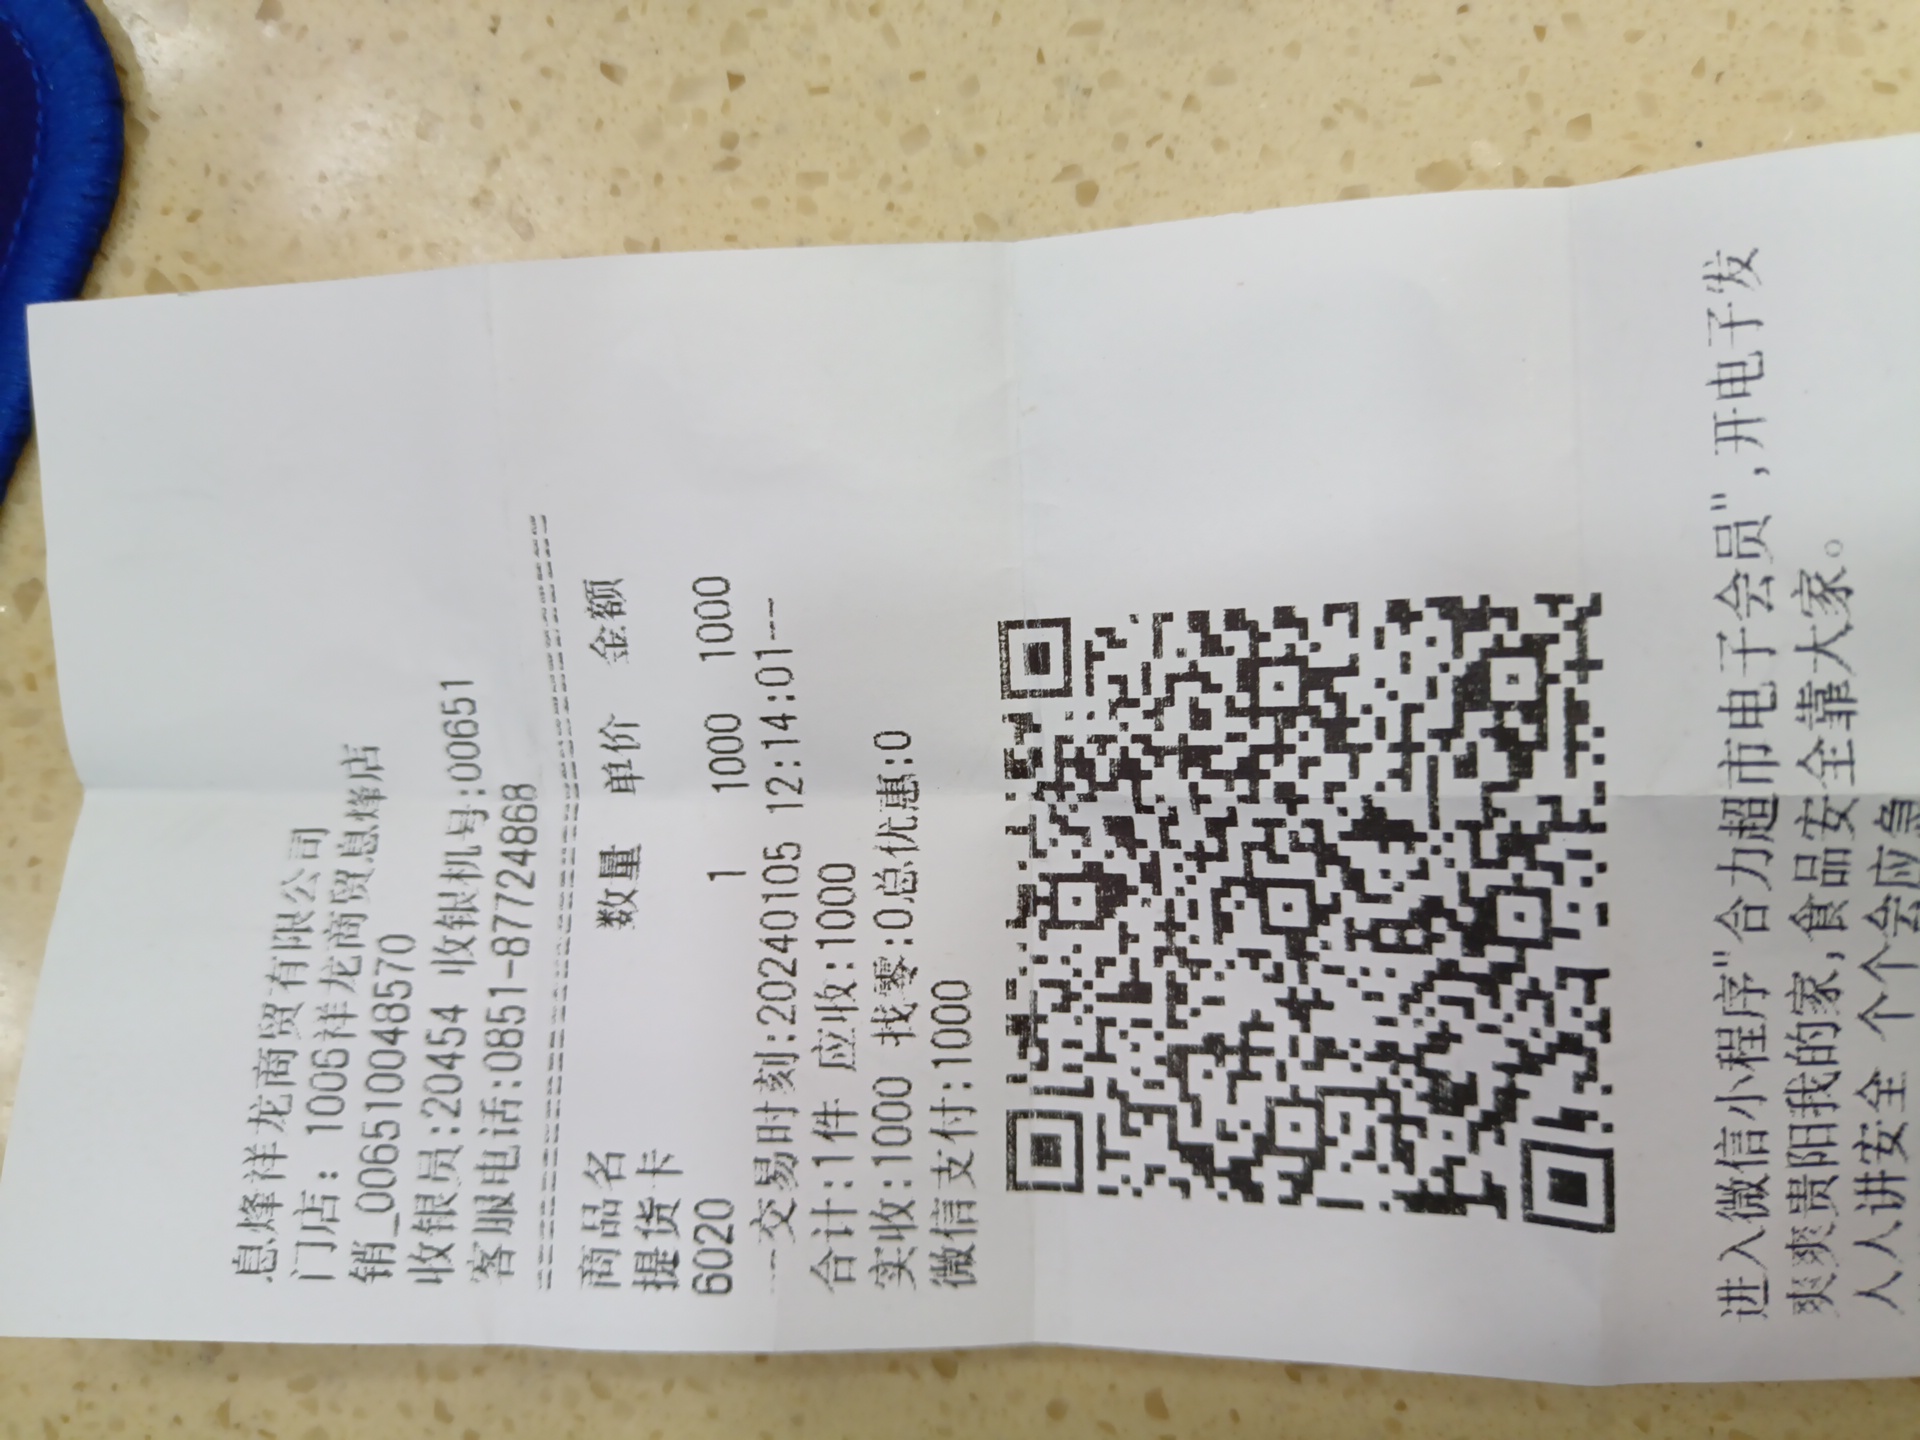 息烽祥龙商贸有限公司
门店: 1006祥龙商贸息烽店
销_00651004857​0
收银员:20454 收银机号:00651
客服电话:0851-87724868
商品名 数量 单价 金额
提货卡
6020 1 1000 1000
---交易时刻:20240105 12:14:01---
合计:1件 应收:1000
实收:1000 找零:0总优惠:0
微信支付:1000
进入微信小程序"合力超市电子会员",开电子发
爽爽贵阳我的家,食品安全靠大家。
人人讲安全 个个会应急